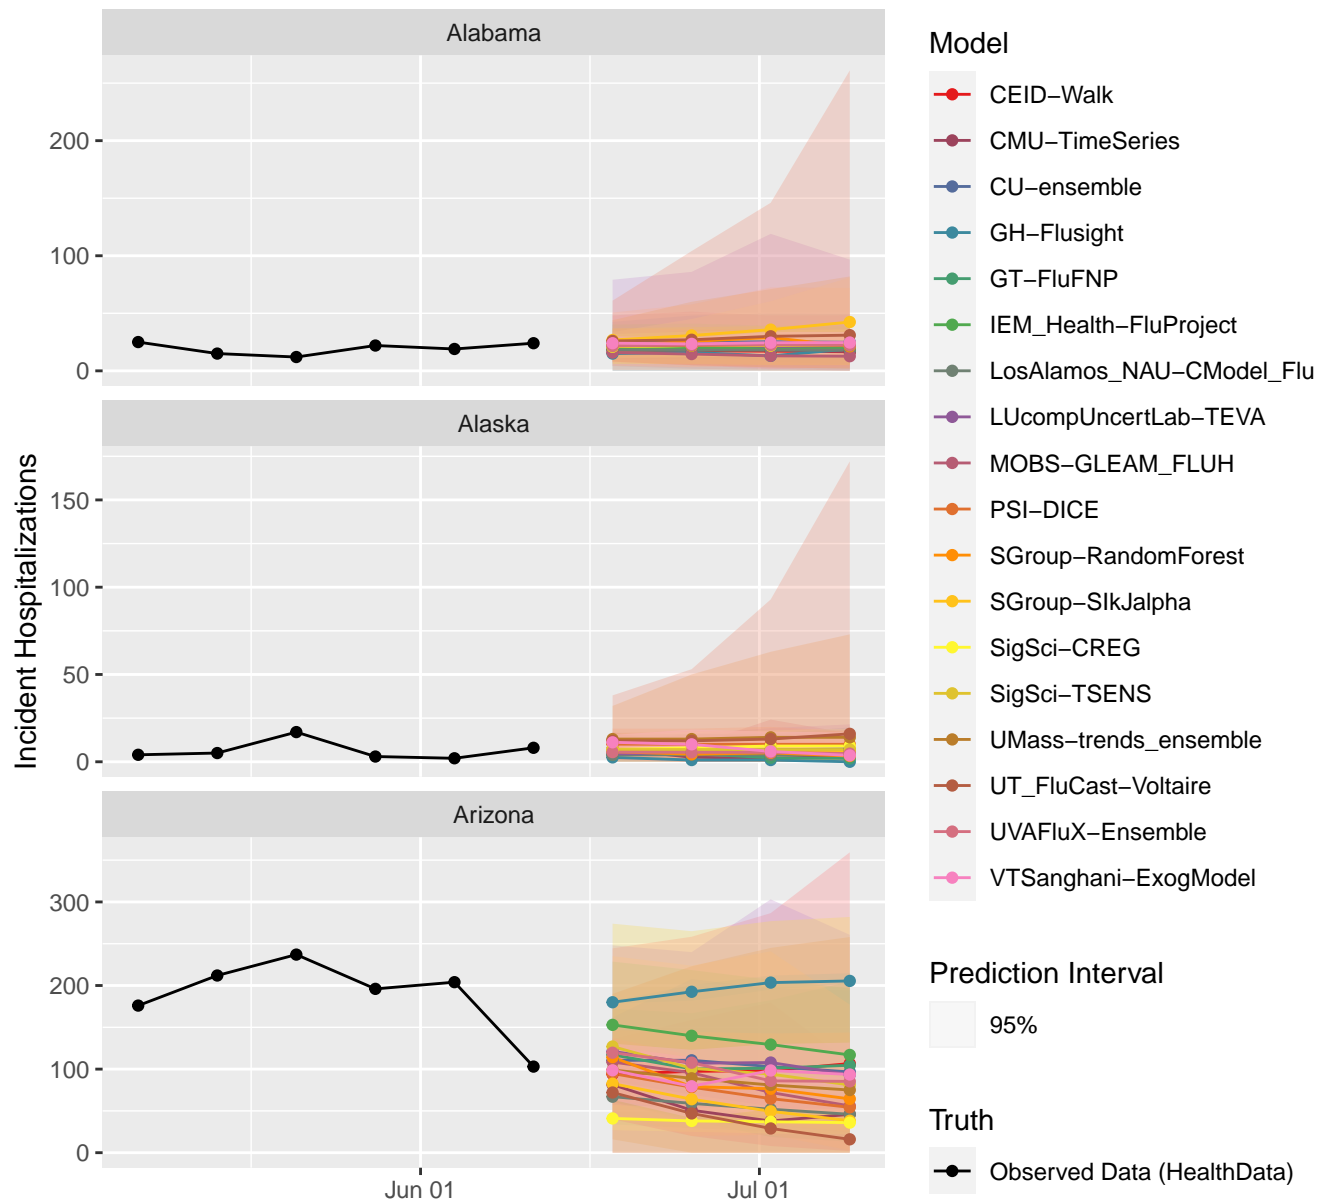 Alabama
200
100
0
Alaska
150
100
50
0
Arizona
300
200
100
0
Jun 01
Jul 01
Incident Hospitalizations
Model
CEID−Walk
CMU−TimeSeries
CU−ensemble
GH−Flusight
GT−FluFNP
IEM_Health−FluProject
LosAlamos_NAU−CModel_Flu
LUcompUncertLab−TEVA
MOBS−GLEAM_FLUH
PSI−DICE
SGroup−RandomForest
SGroup−SIkJalpha
SigSci−CREG
SigSci−TSENS
UMass−trends_ensemble
UT_FluCast−Voltaire
UVAFluX−Ensemble
VTSanghani−ExogModel
Prediction Interval
95%
Truth
Observed Data (HealthData)